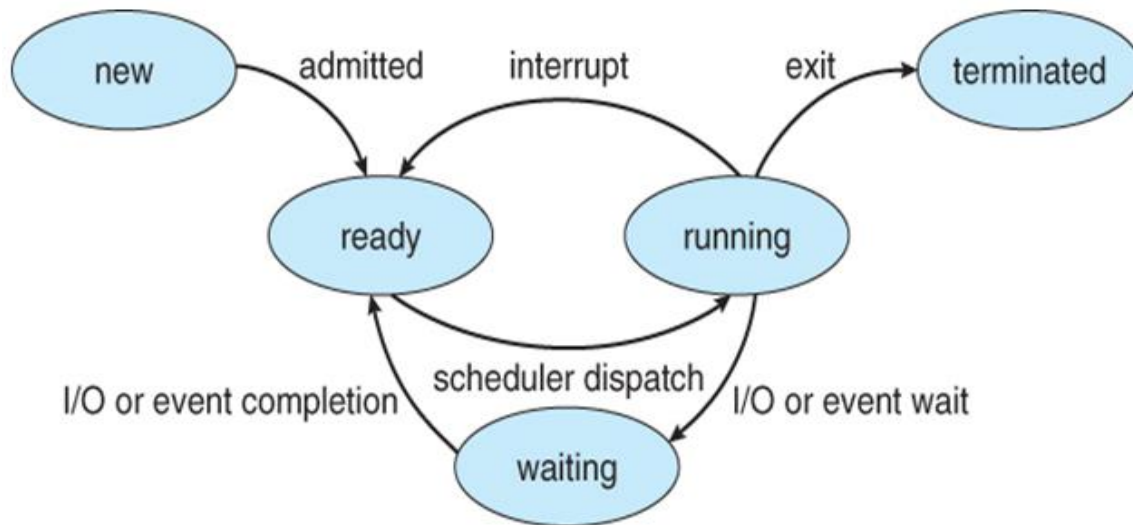 new
admitted
interrupt
exit
terminated
ready
running
scheduler dispatch
I/O or event completion
I/O or event wait
waiting